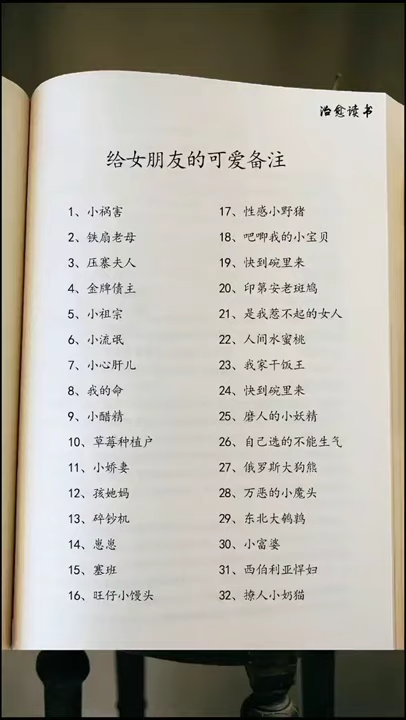 治愈读书
给女朋友的可爱备注
1、小祸害
2、铁扇老母
3、压寨夫人
4、金牌债主
5、小祖宗
6、小流氓
7、小心肝儿
8、我的命
9、小醋精
10、草莓种植户
11、小娇妻
12、孩她妈
13、碎钞机
14、崽崽
15、塞班
16、旺仔小馒头
17、性感小野猪
18、吧唧我的小宝贝
19、快到碗里来
20、印第安老斑鸠
21、是我惹不起的女人
22、人间水蜜桃
23、我家干饭王
24、快到碗里来
25、磨人的小妖精
26、自己选的不能生气
27、俄罗斯大狗熊
28、万恶的小魔头
29、东北大鹌鹑
30、小富婆
31、西伯利亚悍妇
32、撩人小奶猫